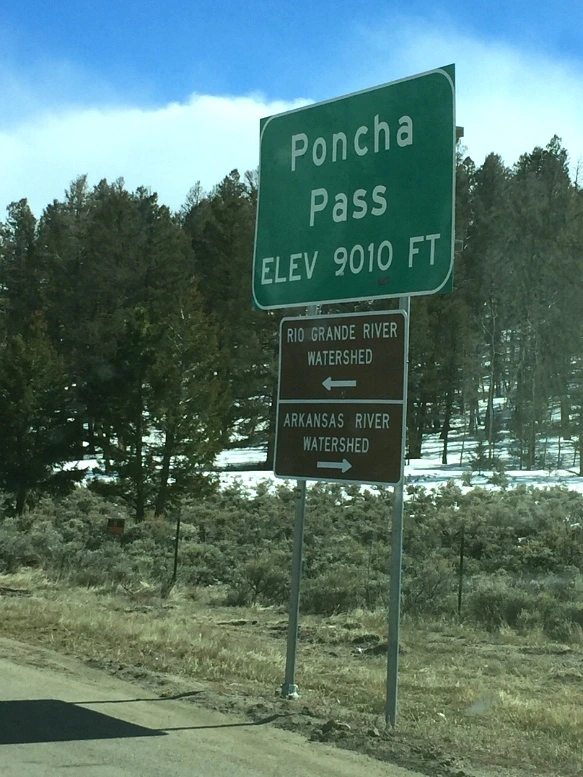 Poncha
Pass
ELEV 9010 FT
RIO GRANDE RIVER
WATERSHED
ARKANSAS RIVER
WATERSHED